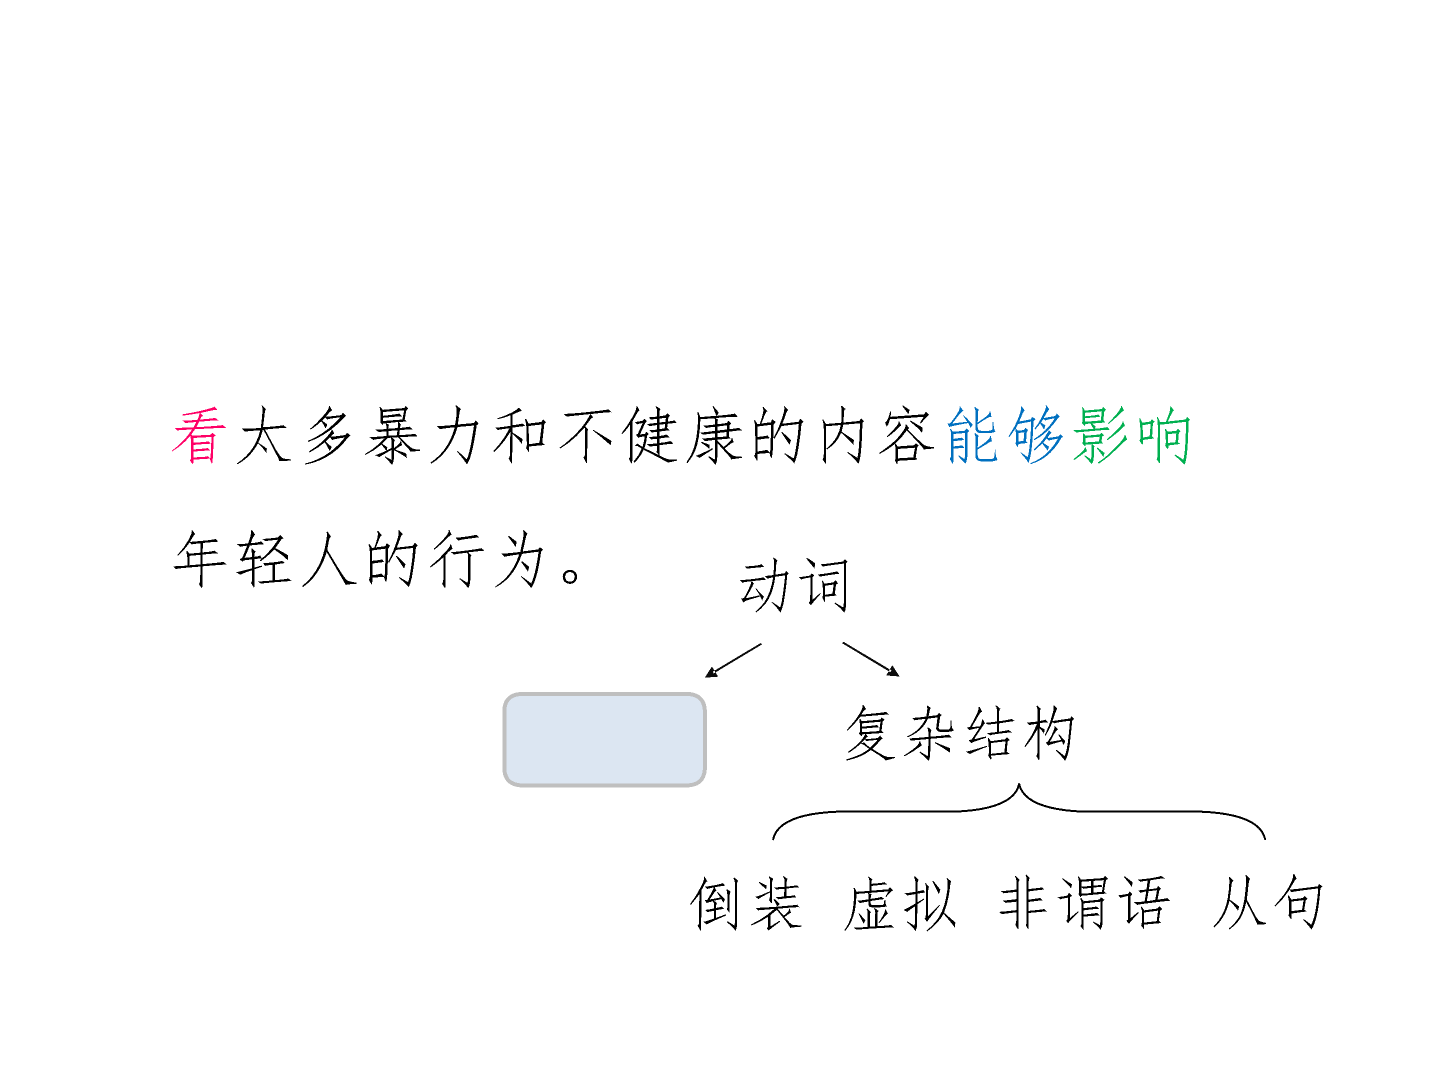 看太多暴力和不健康的内容能够影响
年轻人的行为。
动词
复杂结构
倒装 虚拟 非谓语 从句